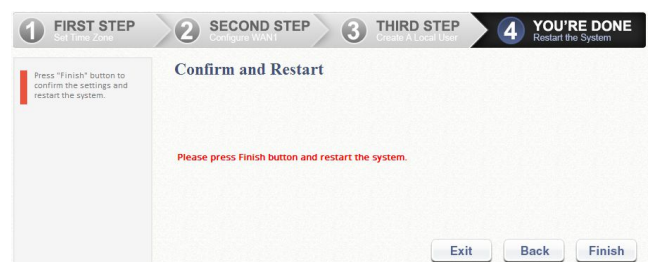 1 FIRST STEP
Set Time Zone
2 SECOND STEP
Configure WAN1
3 THIRD STEP
Create A Local User
4 YOU'RE DONE
Restart the System
Press "Finish" button to
confirm the settings and
restart the system.
Confirm and Restart
Please press Finish button and restart the system.
Exit Back Finish